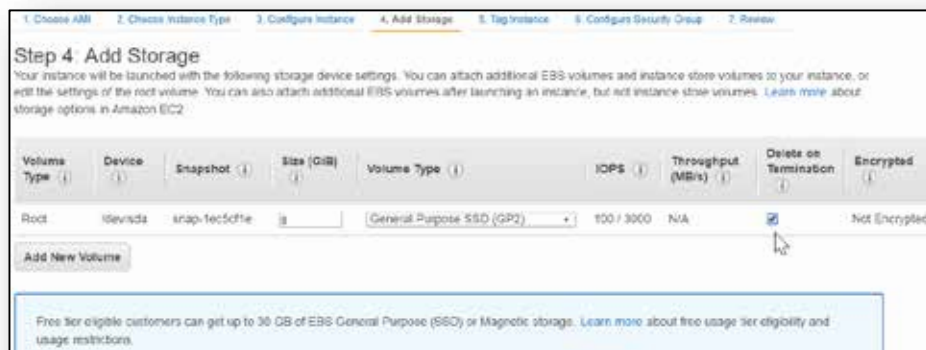 1. Choose AMI 2. Choose Instance Type 3. Configure Instance 4. Add Storage 5. Tag Instance 6. Configure Security Group 7. Review
Step 4: Add Storage
Your instance will be launched with the following storage device settings. You can attach additional EBS volumes and instance store volumes to your instance, or
edit the settings of the root volume. You can also attach additional EBS volumes after launching an instance, but not instance store volumes. Learn more about
storage options in Amazon EC2.
Volume Type Device Snapshot Size (GiB) Volume Type IOPS Throughput (MB/s) Delete on Termination Encrypted
Root General Purpose SSD (GP2) 100 / 3000 N/A Not Encrypted
Add New Volume
Free tier eligible customers can get up to 30 GB of EBS General Purpose (SSD) or Magnetic storage. Learn more about free usage tier eligibility and
usage restrictions.